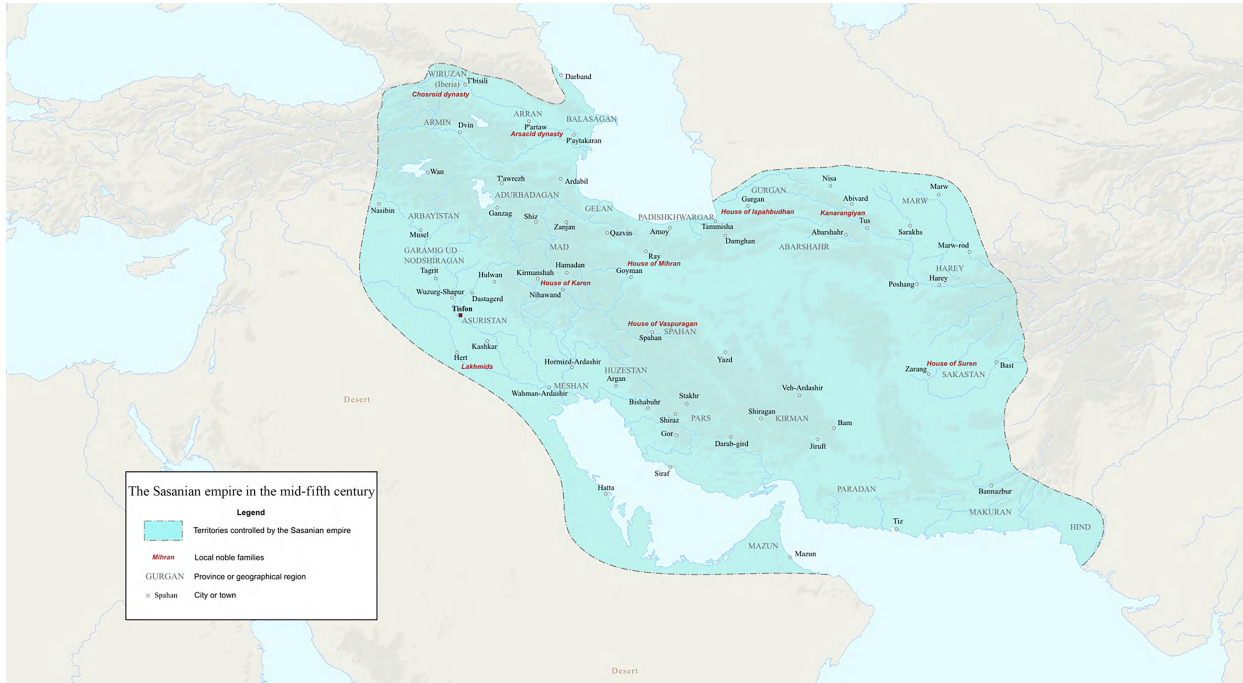 WIRUZAN
(Iberia)
T'bisili
Chosroid dynasty
Darband
ARRAN
BALASAGAN
ARMIN
Dvin
P'artaw
Arsacid dynasty
P'aytakaran
Wan
T'awrezh
Ardabil
ADURBADAGAN
Nasibin
ARBAYISTAN
Ganzag
Shiz
GELAN
Zanjan
Qazvin
PADISHKHWARGAR
Amoy
Tammisha
Damghan
GURGAN
Gurgan
House of Ispahbudhan
Nisa
Abivard
Kanarangiyan
Tus
Abarshahr
ABARSHAHR
Marw
MARW
Sarakhs
Marw-rod
HAREY
Harey
Poshang
Musel
GARAMIG UD
NODSHIRAGAN
Tagrit
MAD
Hulwan
Kirmanshah
Hamadan
House of Karen
Nihawand
Ray
House of Mihran
Goyman
Wuzurg-Shapur
Dastagerd
Tisfon
ASURISTAN
Kashkar
Hert
Lakhmids
House of Vaspuragan
SPAHAN
Spahan
Yazd
House of Suren
Zarang
SAKASTAN
Bast
Hormizd-Ardashir
HUZESTAN
Argan
MESHAN
Wahman-Ardashir
Bishabuhr
Stakhr
Shiraz
PARS
Gor
Veh-Ardashir
Shiragan
KIRMAN
Bam
Darab-gird
Jiruft
Siraf
Hatta
PARADAN
Bannazbur
MAKURAN
Tiz
HIND
MAZUN
Mazun
Desert
Desert
The Sasanian empire in the mid-fifth century
Legend
Territories controlled by the Sasanian empire
Mihran Local noble families
GURGAN Province or geographical region
Spahan City or town